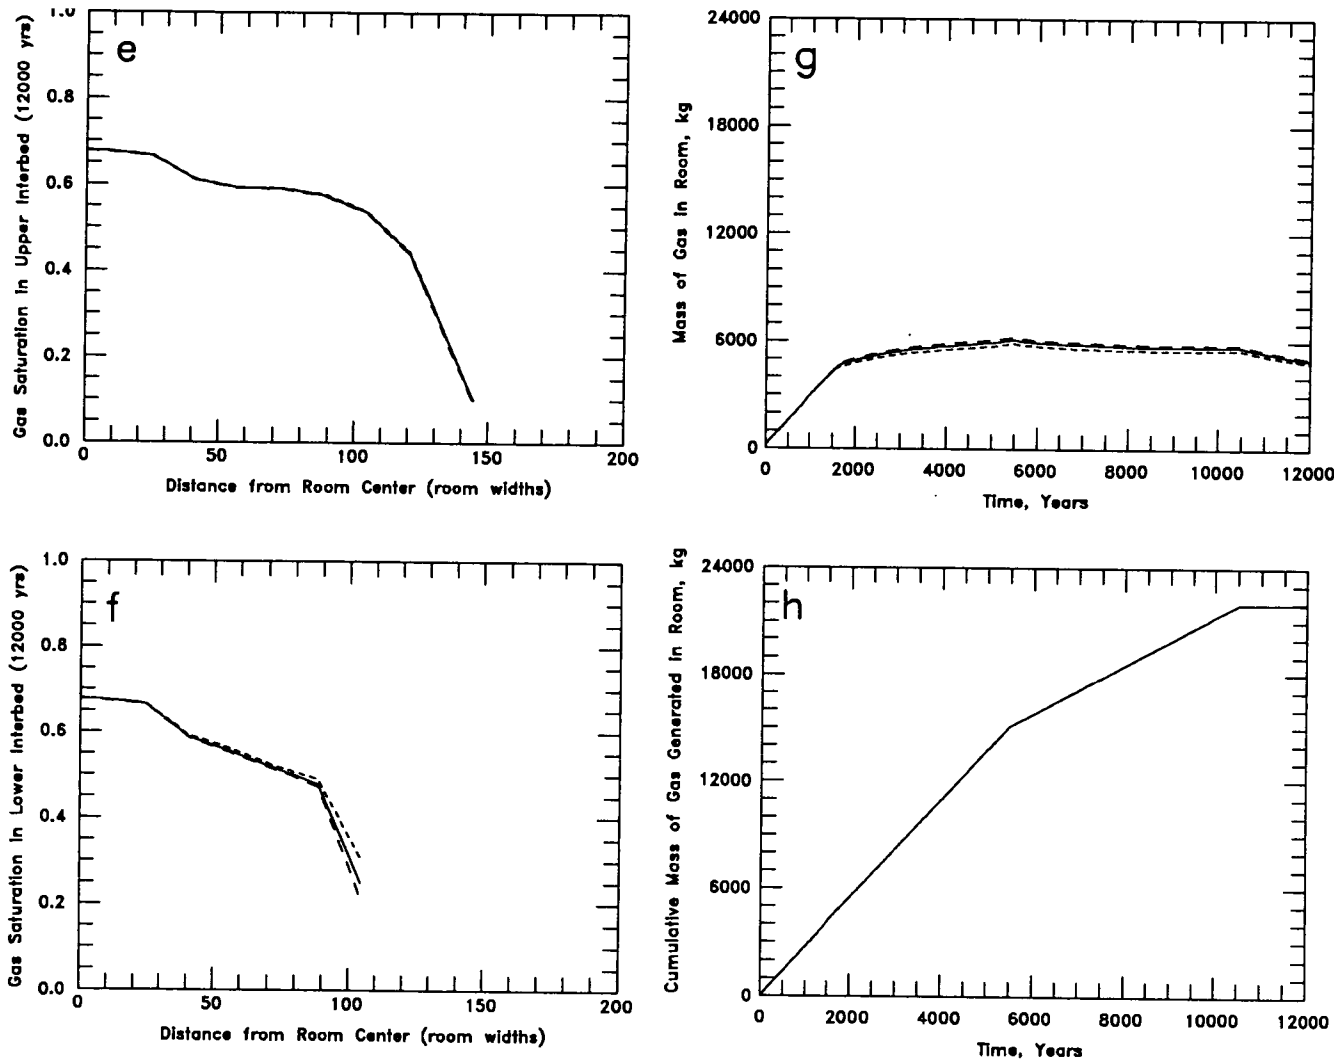 1.0
e
0.8
0.6
0.4
0.2
0.0
0 50 100 150 200
Gas Saturation in Upper Interbed (12000 yrs)
Distance from Room Center (room widths)
24000
g
18000
12000
6000
0
0 2000 4000 6000 8000 10000 12000
Mass of Gas in Room, kg
Time, Years
1.0
f
0.8
0.6
0.4
0.2
0.0
0 50 100 150 200
Gas Saturation in Lower Interbed (12000 yrs)
Distance from Room Center (room widths)
24000
h
18000
12000
6000
0
0 2000 4000 6000 8000 10000 12000
Cumulative Mass of Gas Generated in Room, kg
Time, Years